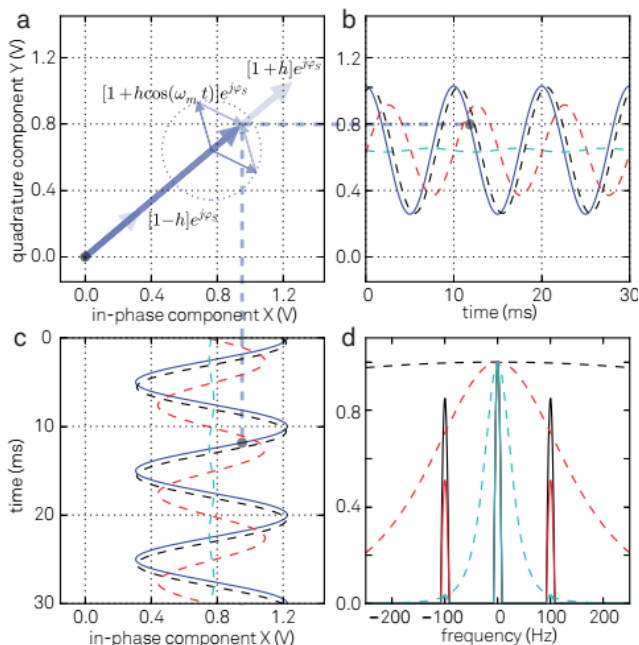 a
quadrature component Y (V)
1.2
0.8
0.4
0.0
[1+h]e^{jφ_S}
[1+hcos(ω_m t)]e^{jφ_S}
[1−h]e^{jφ_S}
0.0 0.4 0.8 1.2
in-phase component X (V)
b
1.2
0.8
0.4
0.0
0 10 20 30
time (ms)
c
time (ms)
0
10
20
30
0.0 0.4 0.8 1.2
in-phase component X (V)
d
0.8
0.4
0.0
−200 −100 0 100 200
frequency (Hz)